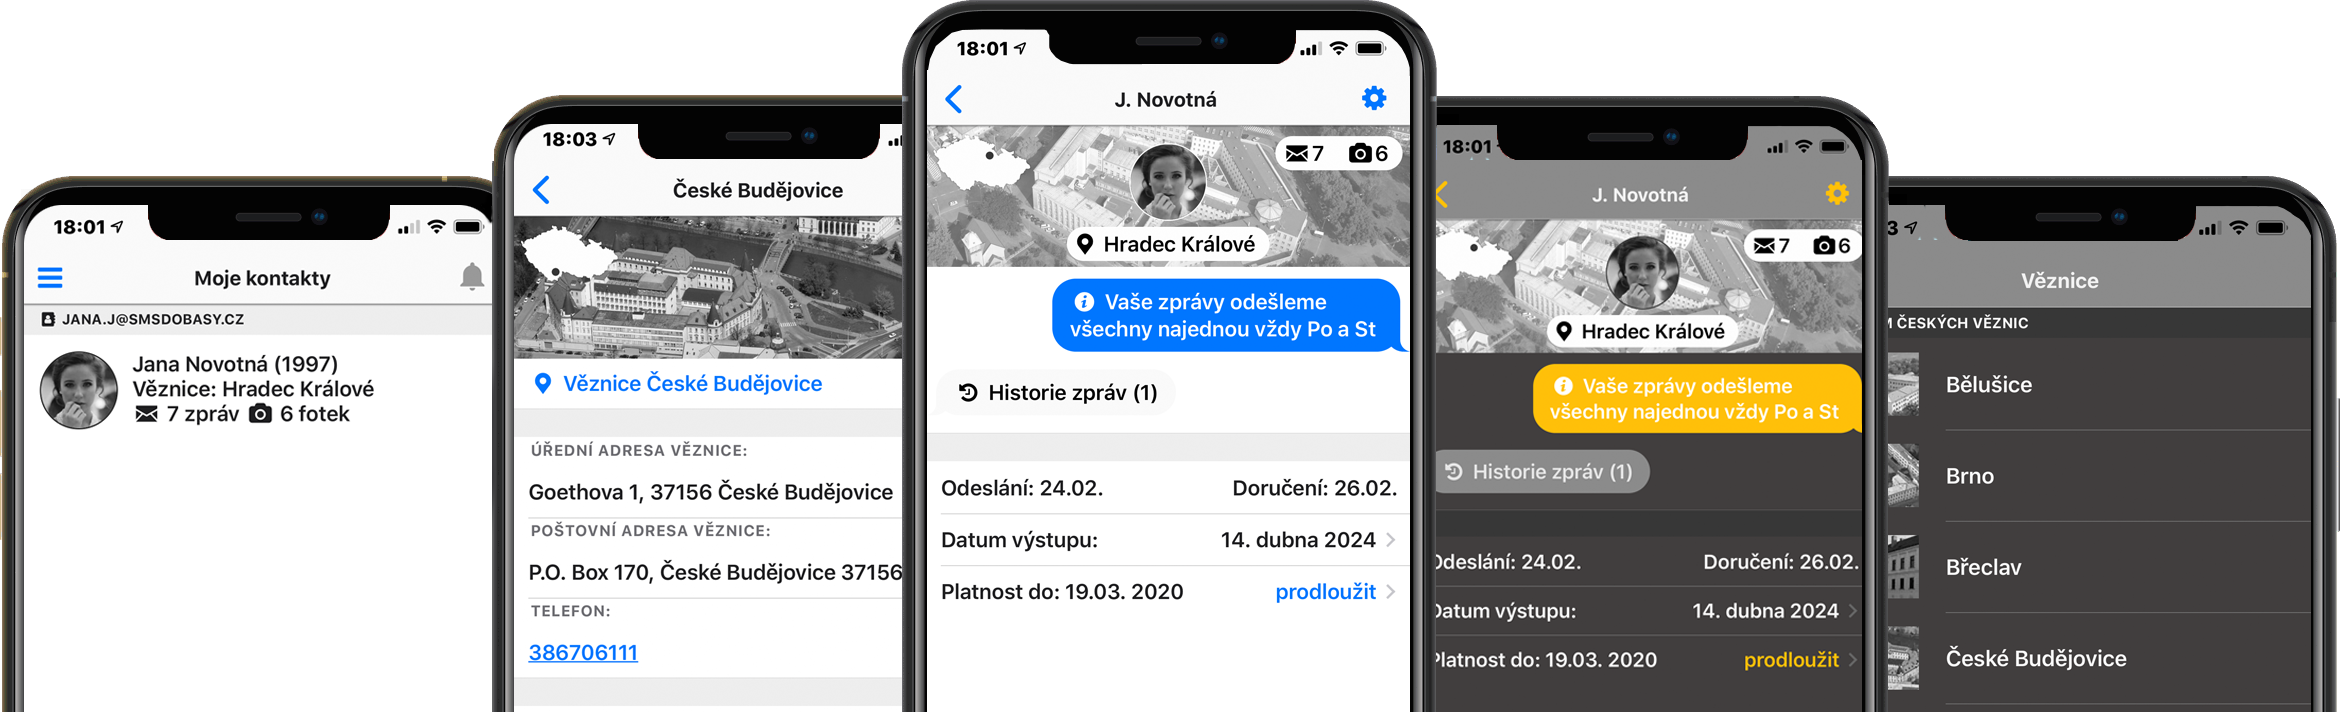 18:01
Moje kontakty
JANA.J@SMSDOBASY.CZ
Jana Novotná (1997)
Věznice: Hradec Králové
7 zpráv 6 fotek
18:03
České Budějovice
Věznice České Budějovice
ÚŘEDNÍ ADRESA VĚZNICE:
Goethova 1, 37156 České Budějovice
POŠTOVNÍ ADRESA VĚZNICE:
P.O. Box 170, České Budějovice 37156
TELEFON:
386706111
18:01
J. Novotná
7 6
Hradec Králové
Vaše zprávy odešleme
všechny najednou vždy Po a St
Historie zpráv (1)
Odeslání: 24.02. Doručení: 26.02.
Datum výstupu: 14. dubna 2024
Platnost do: 19.03. 2020 prodloužit
18:01
J. Novotná
7 6
Hradec Králové
Vaše zprávy odešleme
všechny najednou vždy Po a St
Historie zpráv (1)
Odeslání: 24.02. Doručení: 26.02.
Datum výstupu: 14. dubna 2024
Platnost do: 19.03. 2020 prodloužit
3
Věznice
M ČESKÝCH VĚZNIC
Bělušice
Brno
Břeclav
České Budějovice